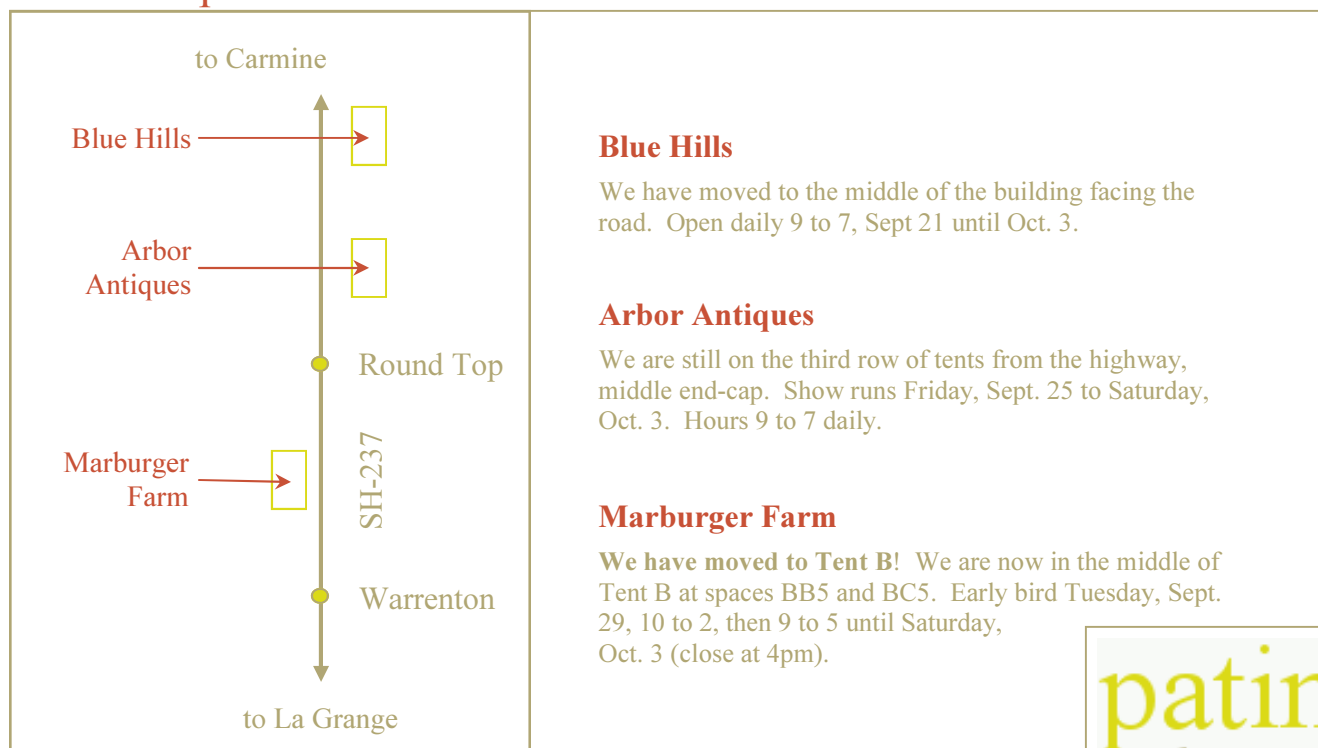 to Carmine
Blue Hills
Arbor
Antiques
Round Top
SH-237
Marburger
Farm
Warrenton
to La Grange
Blue Hills
We have moved to the middle of the building facing the
road. Open daily 9 to 7, Sept 21 until Oct. 3.
Arbor Antiques
We are still on the third row of tents from the highway,
middle end-cap. Show runs Friday, Sept. 25 to Saturday,
Oct. 3. Hours 9 to 7 daily.
Marburger Farm
We have moved to Tent B! We are now in the middle of
Tent B at spaces BB5 and BC5. Early bird Tuesday, Sept.
29, 10 to 2, then 9 to 5 until Saturday,
Oct. 3 (close at 4pm).